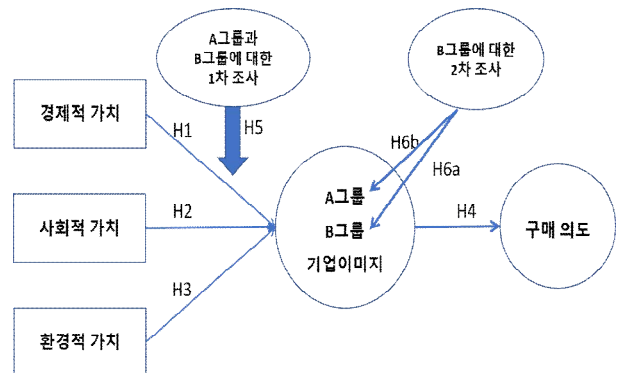 A그룹과
B그룹에 대한
1차 조사
B그룹에 대한
2차 조사
경제적 가치
H1
H5
H6b
H6a
A그룹
사회적 가치
H2
B그룹
H4
구매 의도
기업이미지
H3
환경적 가치